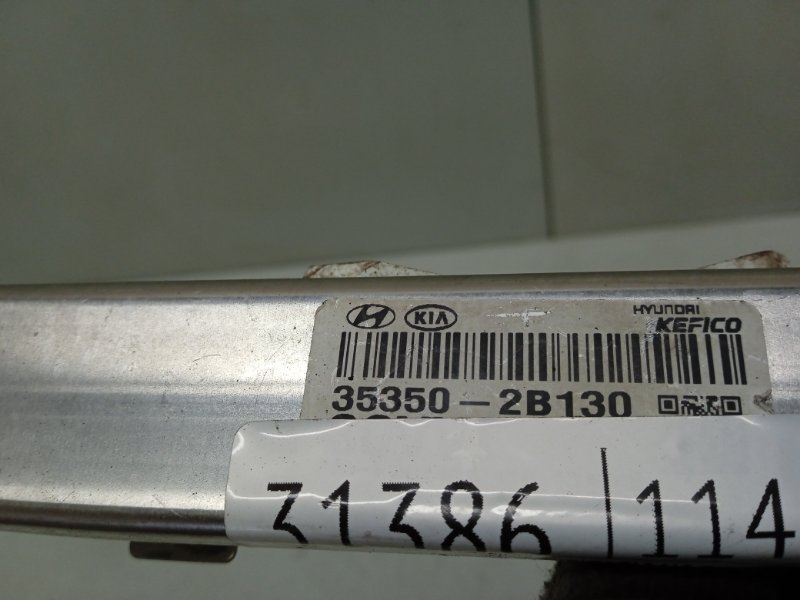 KIA
HYUNDAI
KEFICO
35350-2B130
31386 114